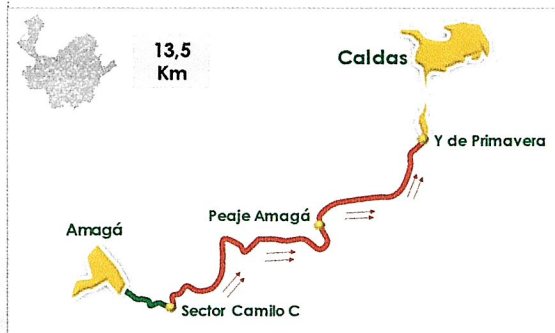 13,5
Km
Caldas
Y de Primavera
Peaje Amagá
Amagá
Sector Camilo C